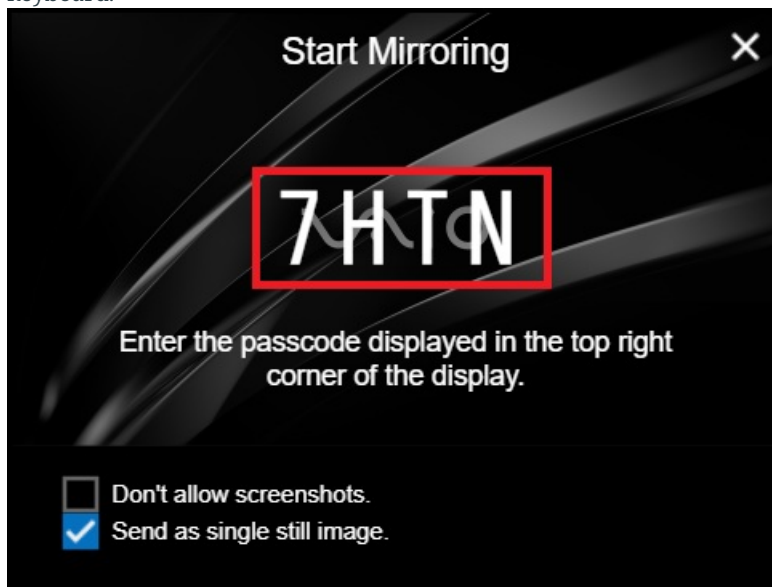 keyboard.
Start Mirroring
7HTN
Enter the passcode displayed in the top right
corner of the display.
Don't allow screenshots.
Send as single still image.